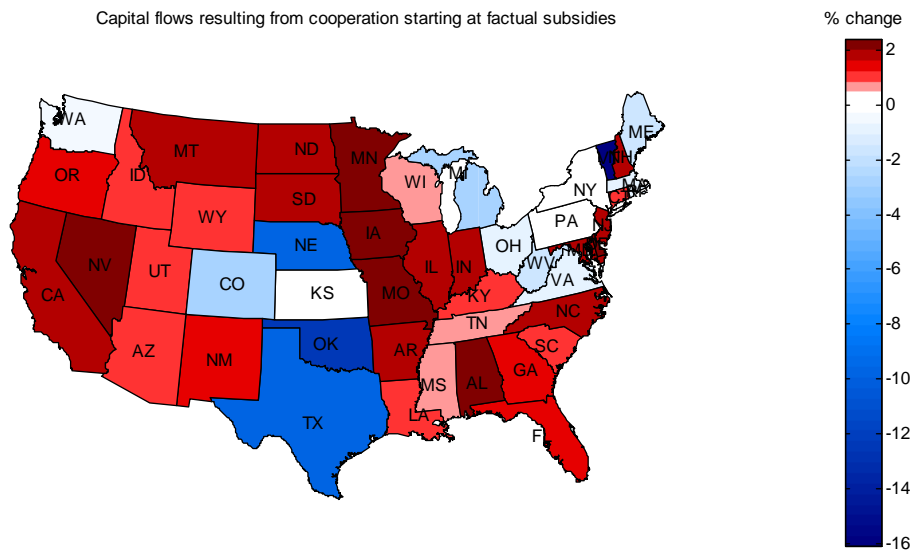 Capital flows resulting from cooperation starting at factual subsidies
% change
2
0
-2
-4
-6
-8
-10
-12
-14
-16
WA
ME
MT
ND
MN
OR
ID
WI
MI
NH
SD
NY
WY
PA
IA
NE
OH
NV
UT
CO
IL
IN
WV
VA
CA
KS
MO
KY
NC
TN
AZ
NM
OK
AR
SC
MS
AL
GA
LA
TX
F